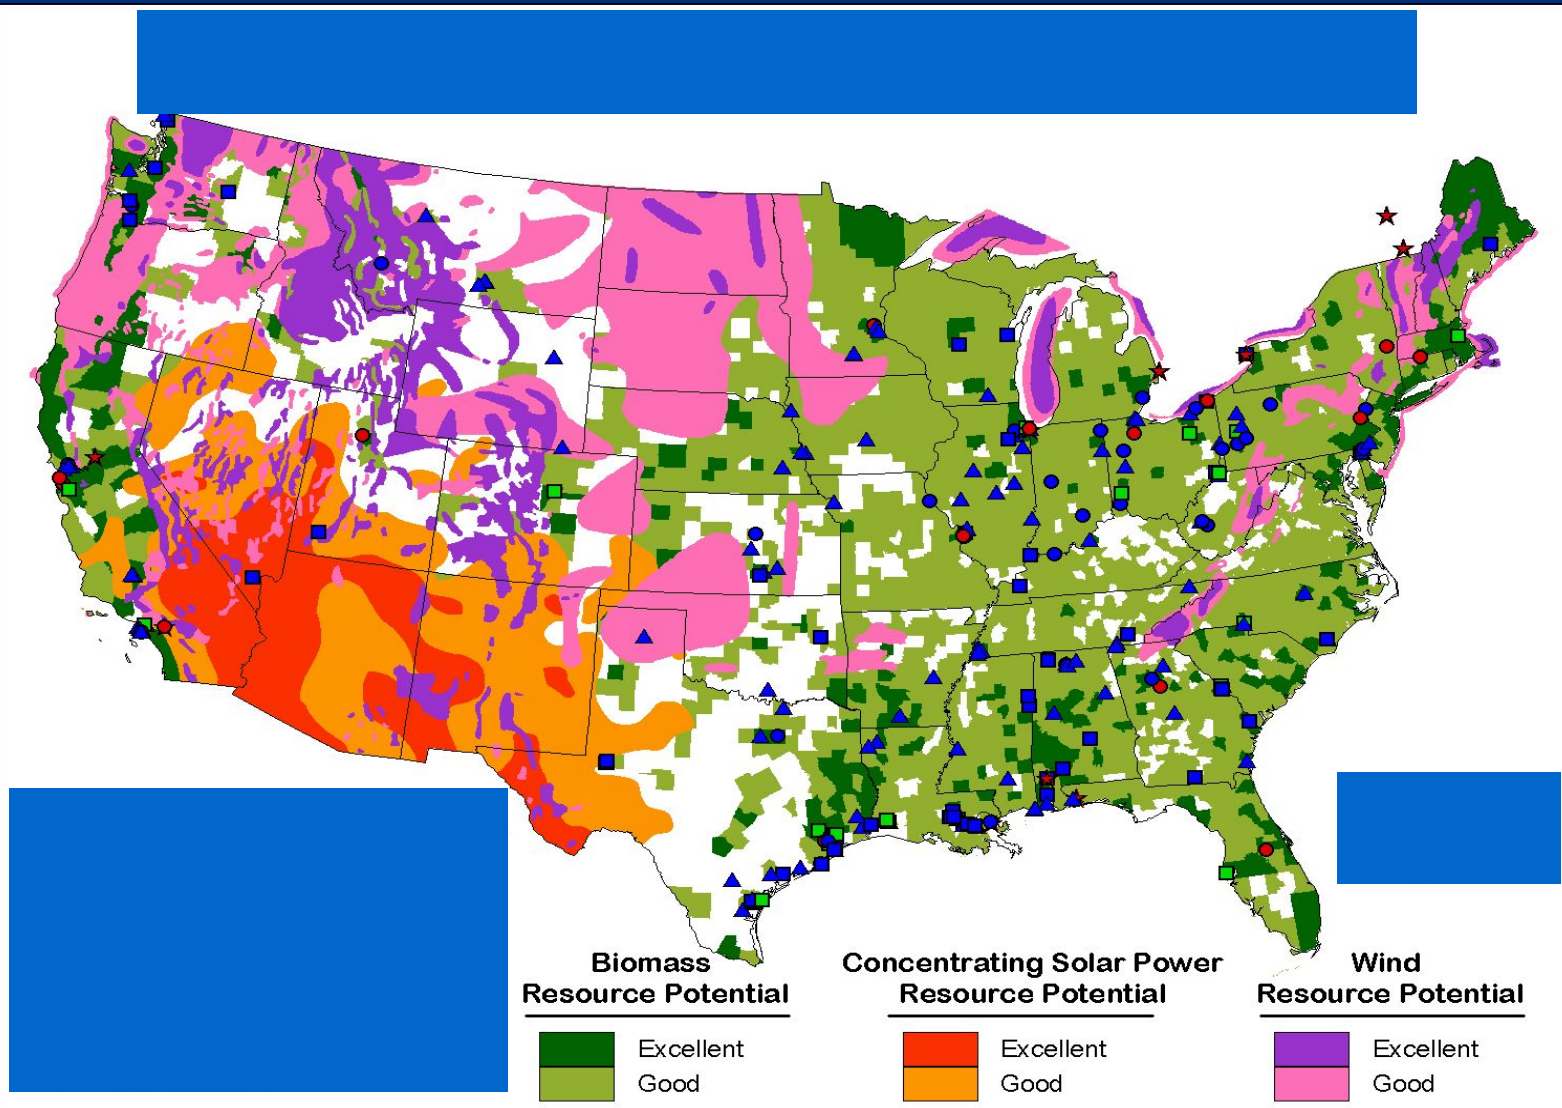 Biomass
Resource Potential
Excellent
Good
Concentrating Solar Power
Resource Potential
Excellent
Good
Wind
Resource Potential
Excellent
Good